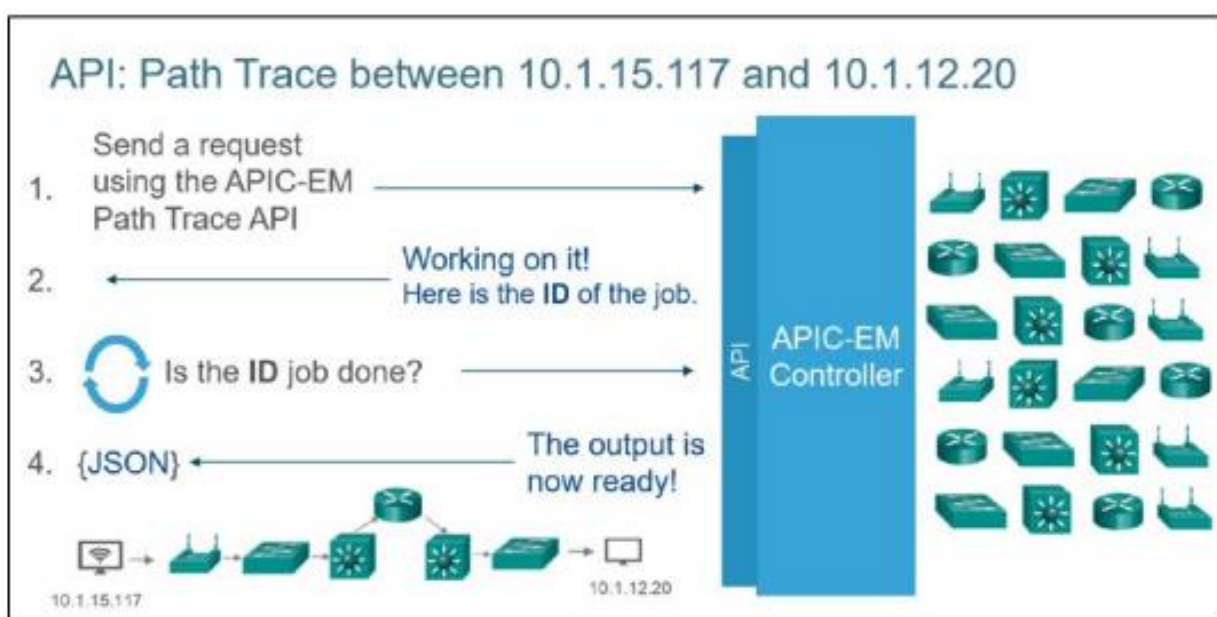 API: Path Trace between 10.1.15.117 and 10.1.12.20
1. Send a request
using the APIC-EM
Path Trace API
2. Working on it!
Here is the ID of the job.
3. Is the ID job done?
4. {JSON}
The output is
now ready!
10.1.15.117
10.1.12.20
API
APIC-EM
Controller